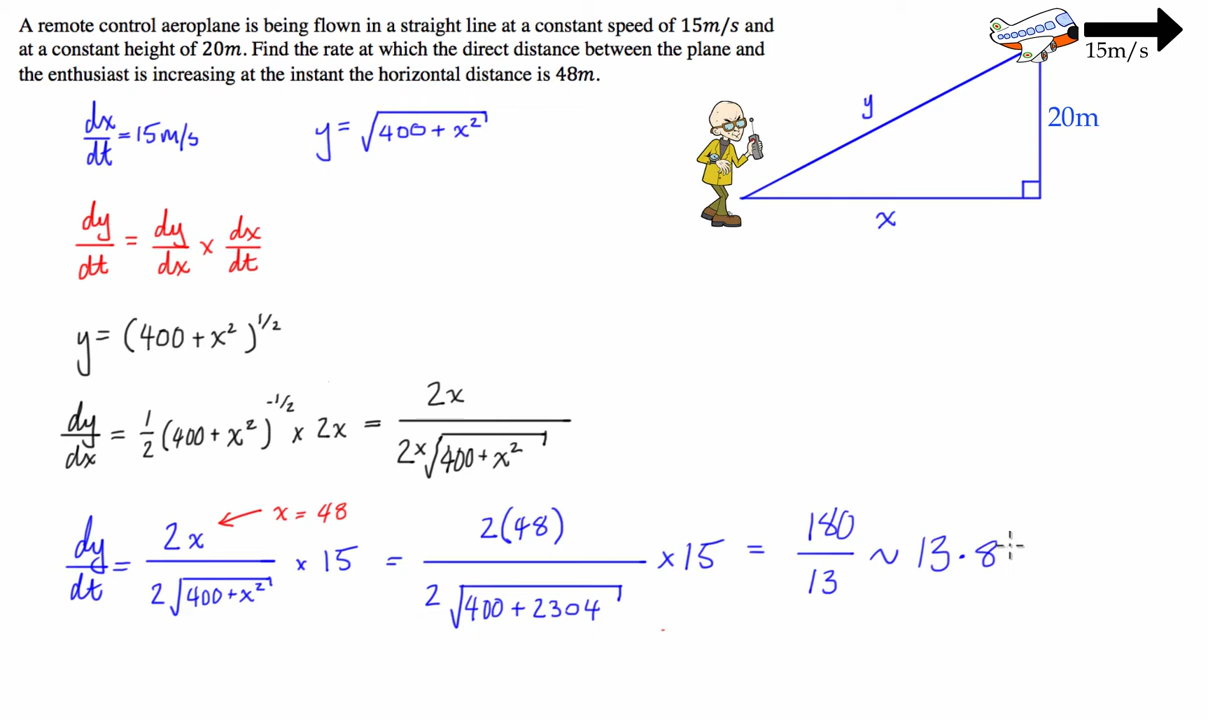 A remote control aeroplane is being flown in a straight line at a constant speed of 15m/s and
at a constant height of 20m. Find the rate at which the direct distance between the plane and
the enthusiast is increasing at the instant the horizontal distance is 48m.
15m/s
y
20m
x
dx/dt = 15m/s
y = √(400 + x²)
dy/dt = dy/dx × dx/dt
y = (400 + x²)^1/2
dy/dx = 1/2 (400 + x²)^-1/2 × 2x = 2x / 2×√(400 + x²)
dy/dt = 2x / 2√(400 + x²) × 15 = 2(48) / 2√(400 + 2304) × 15 = 180/13 ~ 13.8
← x = 48